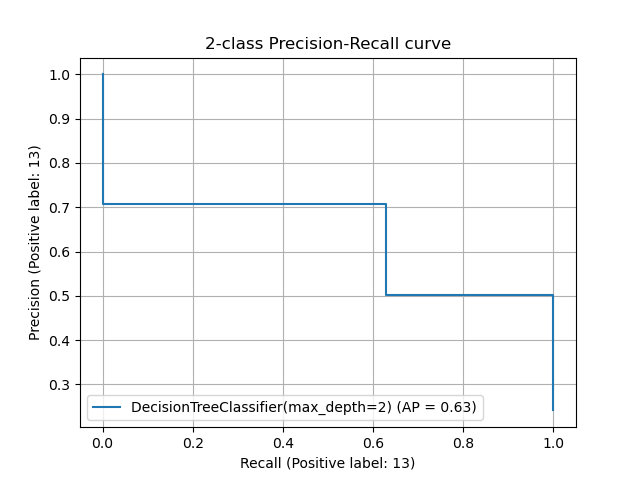 2-class Precision-Recall curve
1.0
0.9
0.8
0.7
0.6
0.5
0.4
0.3
Precision (Positive label: 13)
DecisionTreeClassifier(max_depth=2) (AP = 0.63)
0.0 0.2 0.4 0.6 0.8 1.0
Recall (Positive label: 13)